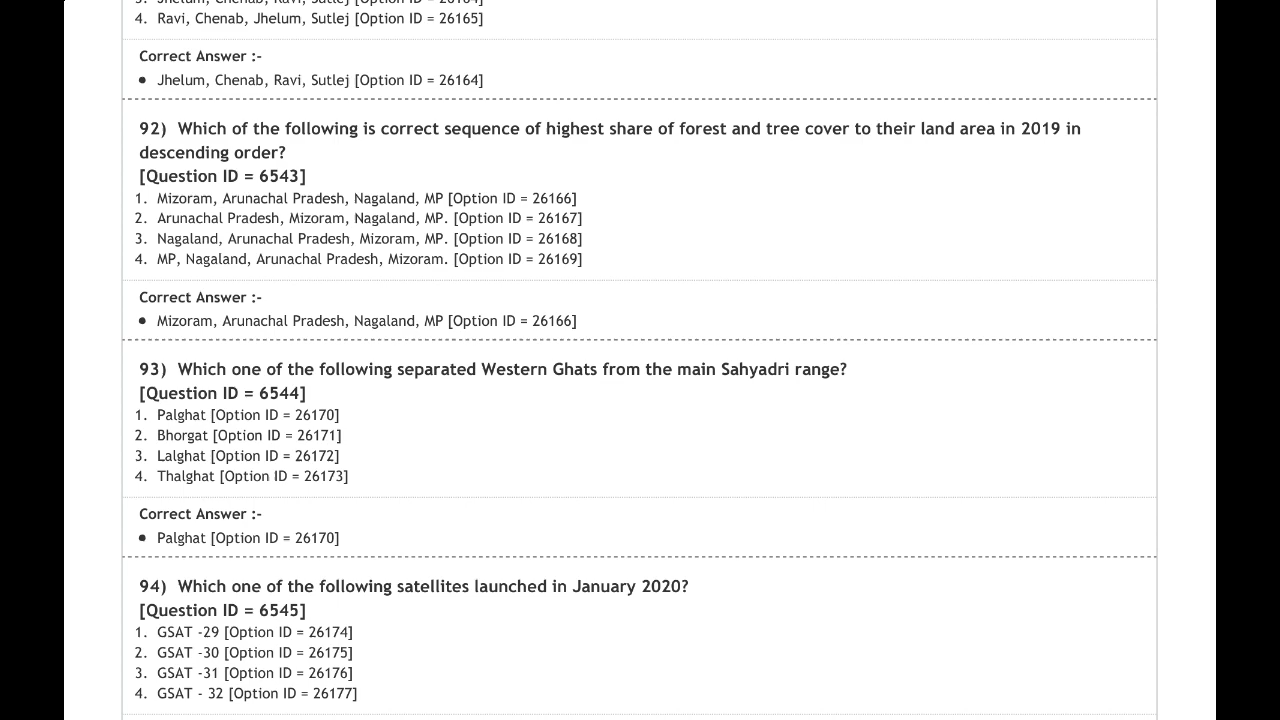 3. Jhelum, Chenab, Ravi, Sutlej [Option ID = 26164]
4. Ravi, Chenab, Jhelum, Sutlej [Option ID = 26165]
Correct Answer :-
• Jhelum, Chenab, Ravi, Sutlej [Option ID = 26164]
92) Which of the following is correct sequence of highest share of forest and tree cover to their land area in 2019 in
descending order?
[Question ID = 6543]
1. Mizoram, Arunachal Pradesh, Nagaland, MP [Option ID = 26166]
2. Arunachal Pradesh, Mizoram, Nagaland, MP. [Option ID = 26167]
3. Nagaland, Arunachal Pradesh, Mizoram, MP. [Option ID = 26168]
4. MP, Nagaland, Arunachal Pradesh, Mizoram. [Option ID = 26169]
Correct Answer :-
• Mizoram, Arunachal Pradesh, Nagaland, MP [Option ID = 26166]
93) Which one of the following separated Western Ghats from the main Sahyadri range?
[Question ID = 6544]
1. Palghat [Option ID = 26170]
2. Bhorgat [Option ID = 26171]
3. Lalghat [Option ID = 26172]
4. Thalghat [Option ID = 26173]
Correct Answer :-
• Palghat [Option ID = 26170]
94) Which one of the following satellites launched in January 2020?
[Question ID = 6545]
1. GSAT -29 [Option ID = 26174]
2. GSAT -30 [Option ID = 26175]
3. GSAT -31 [Option ID = 26176]
4. GSAT - 32 [Option ID = 26177]